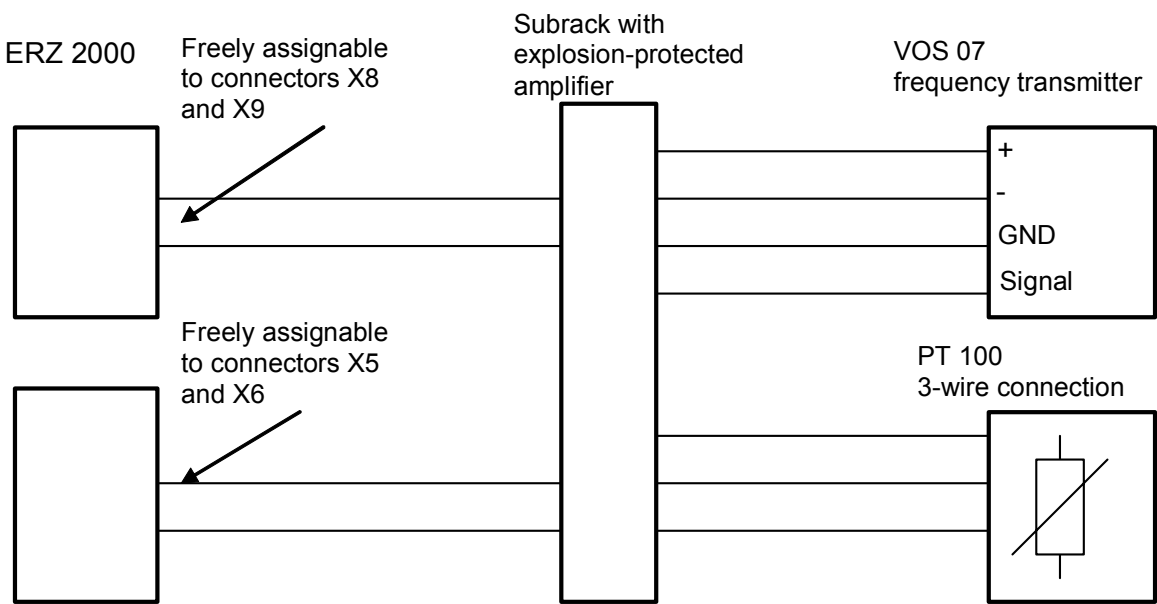 ERZ 2000
Freely assignable
to connectors X8
and X9
Subrack with
explosion-protected
amplifier
VOS 07
frequency transmitter
+
-
GND
Signal
Freely assignable
to connectors X5
and X6
PT 100
3-wire connection